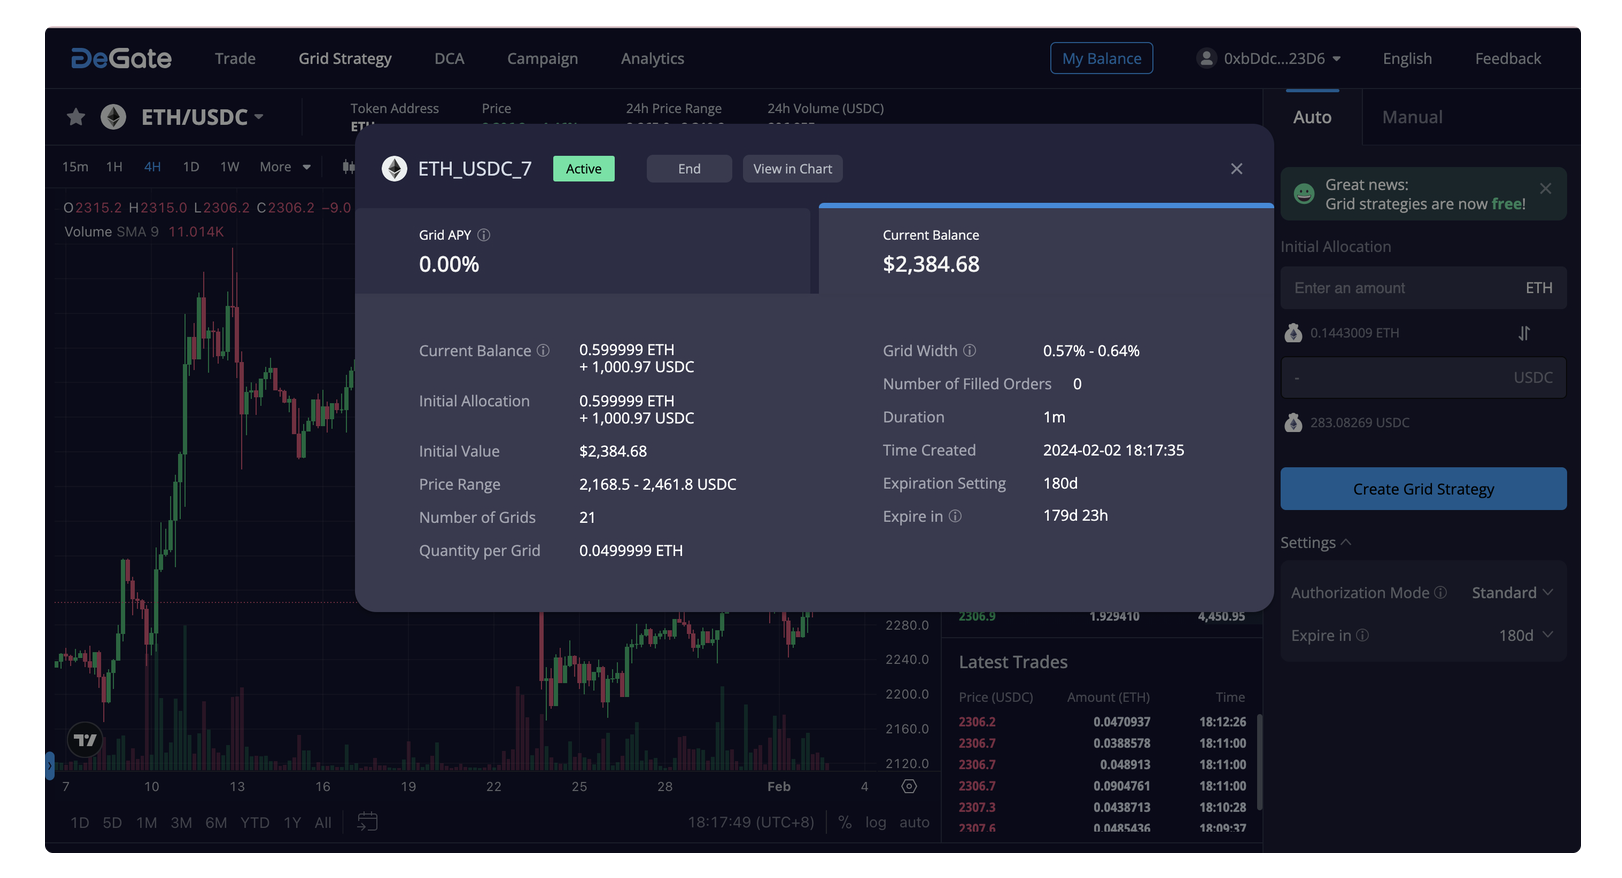 DeGate
Trade
Grid Strategy
DCA
Campaign
Analytics
My Balance
0xbDdc...23D6
English
Feedback
ETH/USDC
Token Address
Price
24h Price Range
24h Volume (USDC)
Auto
Manual
15m 1H 4H 1D 1W More
O2315.2 H2315.0 L2306.2 C2306.2 −9.0
Volume SMA 9 11.014K
ETH_USDC_7
Active
End
View in Chart
Grid APY
0.00%
Current Balance
$2,384.68
Current Balance
0.599999 ETH
+ 1,000.97 USDC
Initial Allocation
0.599999 ETH
+ 1,000.97 USDC
Initial Value
$2,384.68
Price Range
2,168.5 - 2,461.8 USDC
Number of Grids
21
Quantity per Grid
0.0499999 ETH
Grid Width
0.57% - 0.64%
Number of Filled Orders
0
Duration
1m
Time Created
2024-02-02 18:17:35
Expiration Setting
180d
Expire in
179d 23h
Great news:
Grid strategies are now free!
Initial Allocation
Enter an amount
ETH
0.1443009 ETH
-
USDC
283.08269 USDC
Create Grid Strategy
Settings
Authorization Mode
Standard
Expire in
180d
2280.0
2240.0
2200.0
2160.0
2120.0
7 10 13 16 19 22 25 28 Feb 4
1D 5D 1M 3M 6M YTD 1Y All
18:17:49 (UTC+8)
% log auto
2306.9 1.929410 4,450.95
Latest Trades
Price (USDC) Amount (ETH) Time
2306.2 0.0470937 18:12:26
2306.7 0.0388578 18:11:00
2306.7 0.048913 18:11:00
2306.7 0.0904761 18:11:00
2307.3 0.0438713 18:10:28
2307.6 0.0485436 18:09:37